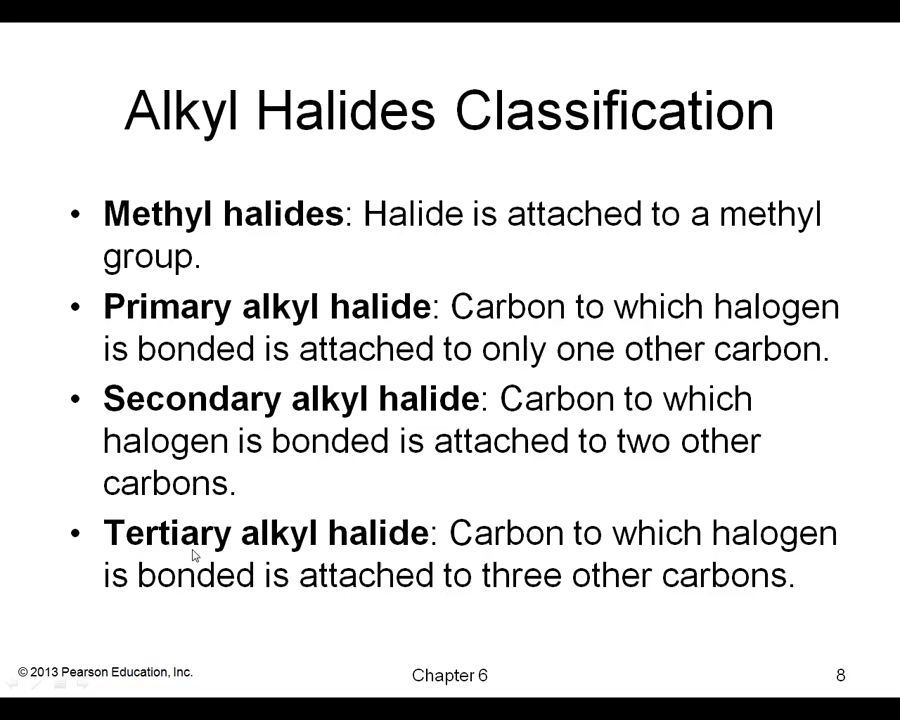 Alkyl Halides Classification
• Methyl halides: Halide is attached to a methyl
group.
• Primary alkyl halide: Carbon to which halogen
is bonded is attached to only one other carbon.
• Secondary alkyl halide: Carbon to which
halogen is bonded is attached to two other
carbons.
• Tertiary alkyl halide: Carbon to which halogen
is bonded is attached to three other carbons.
© 2013 Pearson Education, Inc.
Chapter 6
8